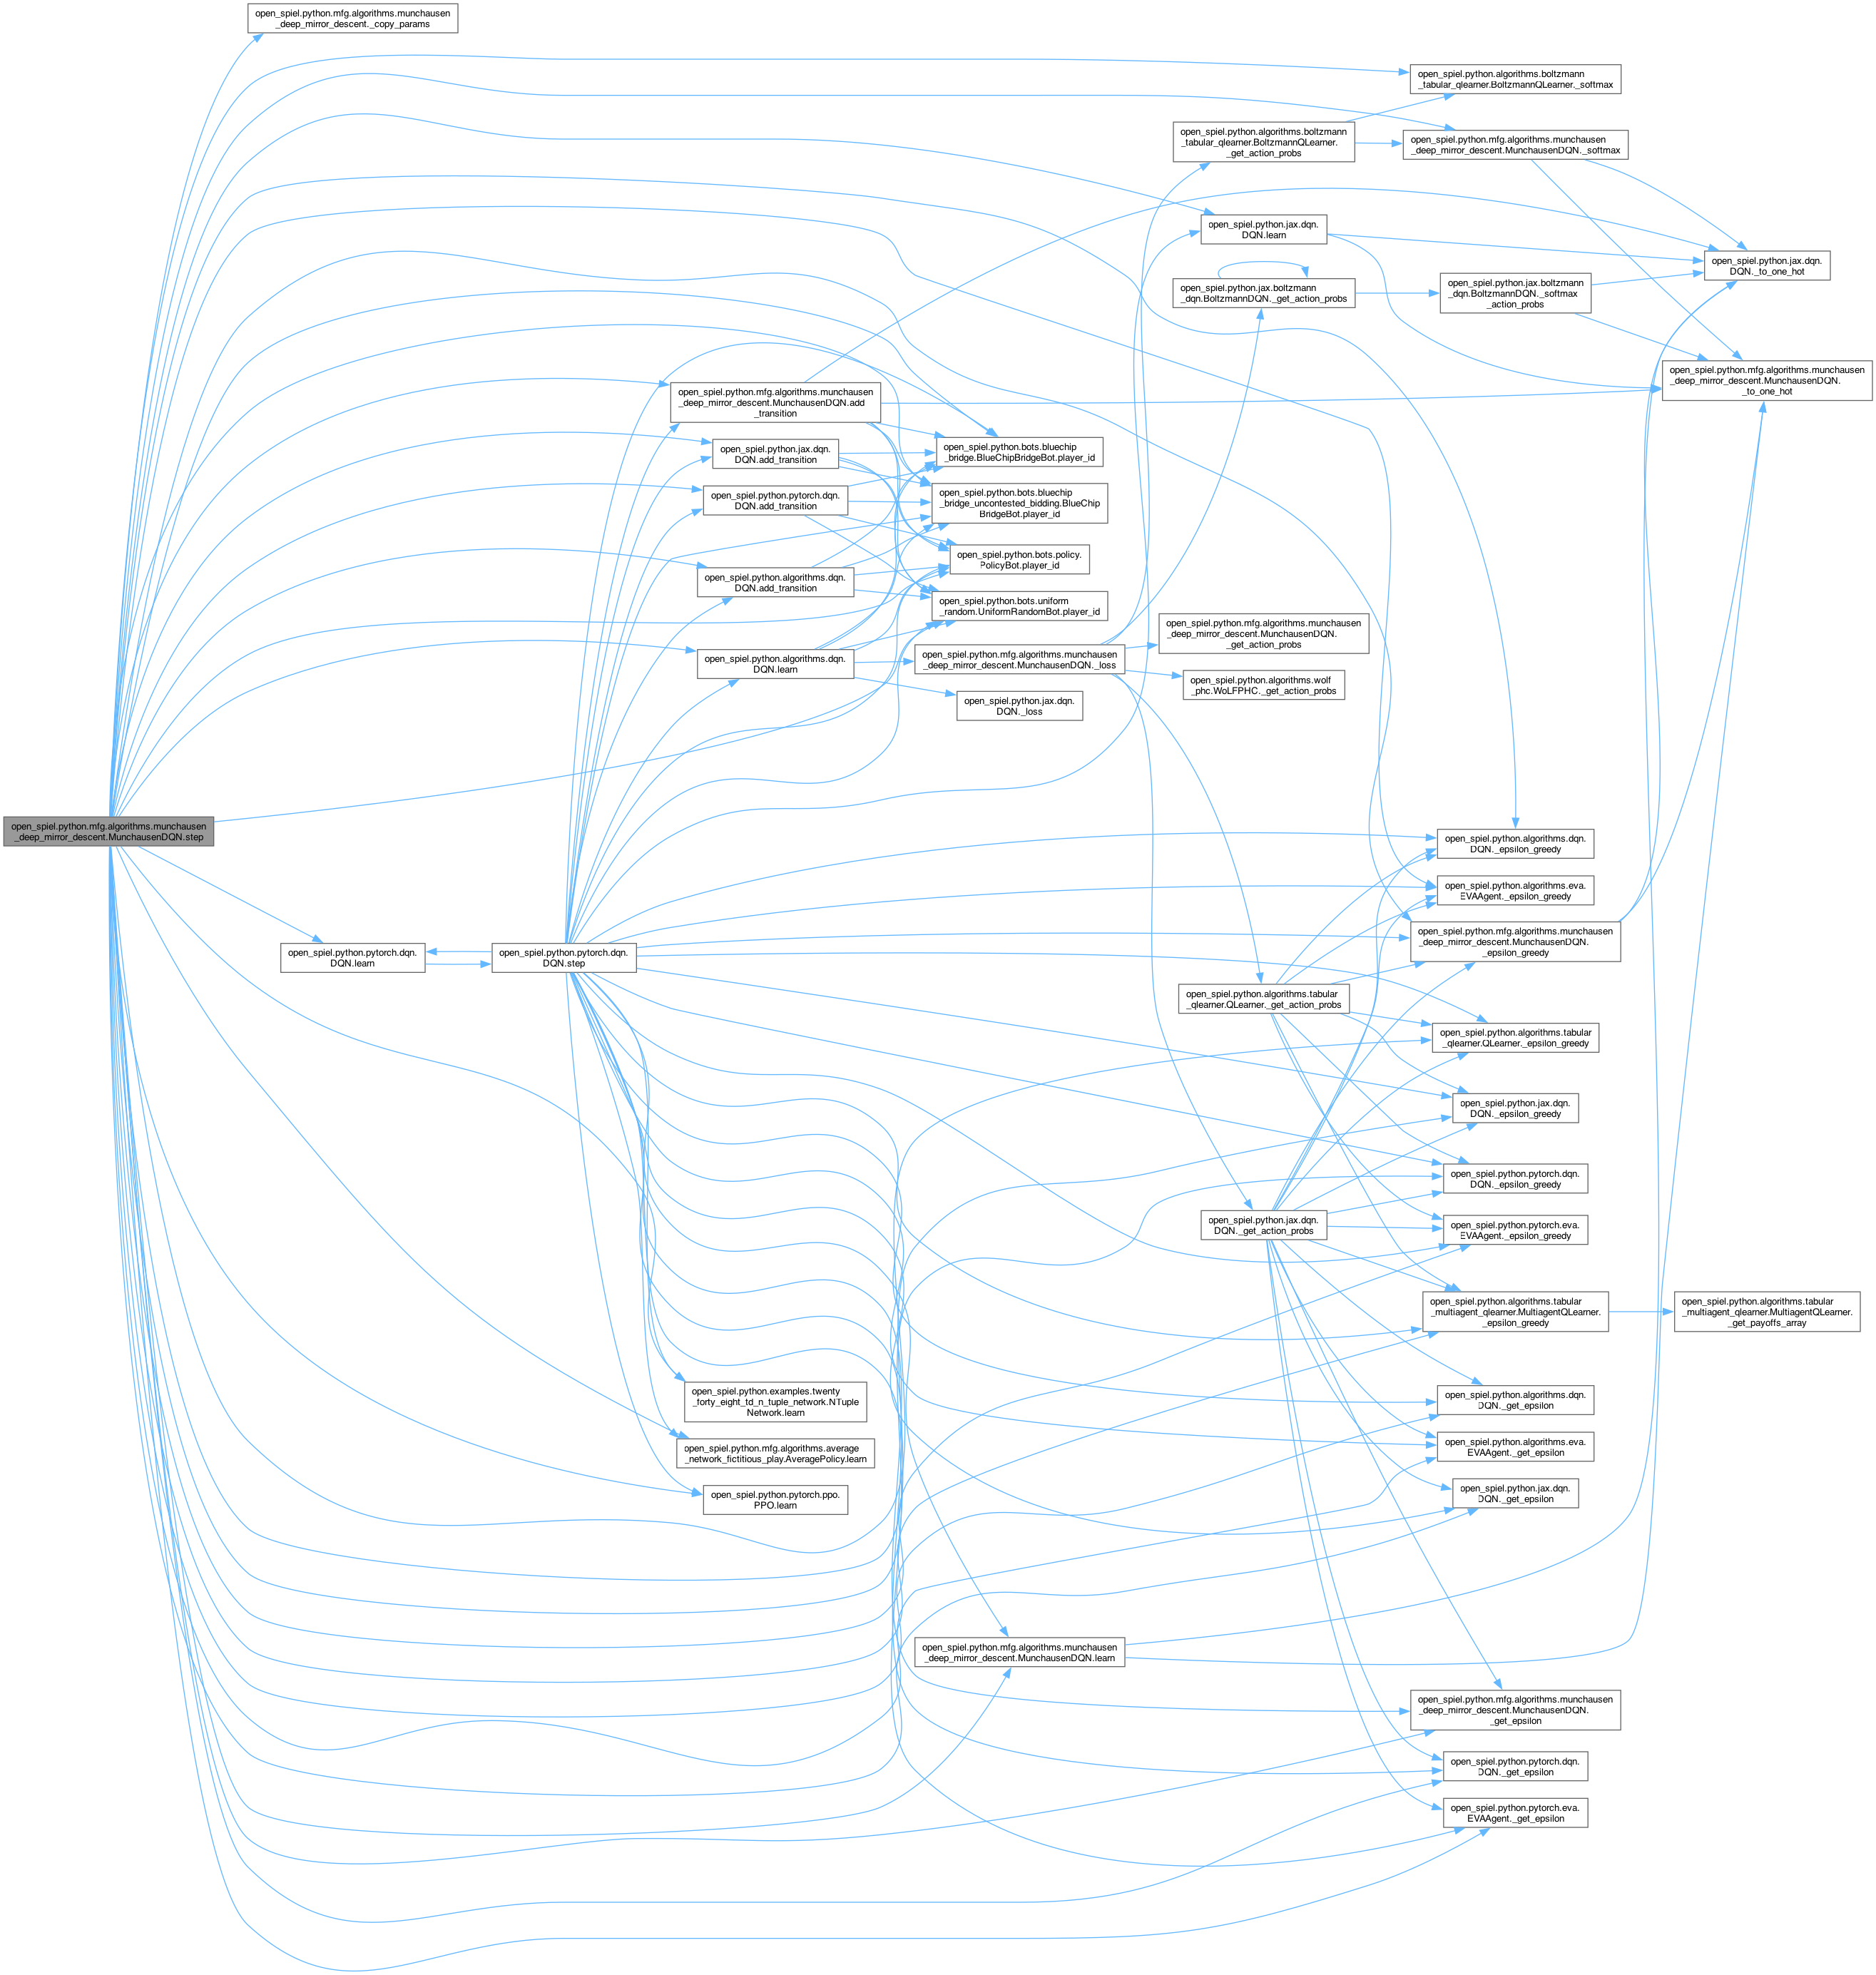 open_spiel.python.mfg.algorithms.munchausen
_deep_mirror_descent._copy_params
open_spiel.python.algorithms.boltzmann
_tabular_qlearner.BoltzmannQLearner._softmax
open_spiel.python.algorithms.boltzmann
_tabular_qlearner.BoltzmannQLearner.
_get_action_probs
open_spiel.python.mfg.algorithms.munchausen
_deep_mirror_descent.MunchausenDQN._softmax
open_spiel.python.jax.dqn.
DQN.learn
open_spiel.python.jax.dqn.
DQN._to_one_hot
open_spiel.python.jax.boltzmann
_dqn.BoltzmannDQN._get_action_probs
open_spiel.python.jax.boltzmann
_dqn.BoltzmannDQN._softmax
_action_probs
open_spiel.python.mfg.algorithms.munchausen
_deep_mirror_descent.MunchausenDQN.
_to_one_hot
open_spiel.python.mfg.algorithms.munchausen
_deep_mirror_descent.MunchausenDQN.add
_transition
open_spiel.python.jax.dqn.
DQN.add_transition
open_spiel.python.bots.bluechip
_bridge.BlueChipBridgeBot.player_id
open_spiel.python.pytorch.dqn.
DQN.add_transition
open_spiel.python.bots.bluechip
_bridge_uncontested_bidding.BlueChip
BridgeBot.player_id
open_spiel.python.bots.policy.
PolicyBot.player_id
open_spiel.python.algorithms.dqn.
DQN.add_transition
open_spiel.python.bots.uniform
_random.UniformRandomBot.player_id
open_spiel.python.mfg.algorithms.munchausen
_deep_mirror_descent.MunchausenDQN.
_get_action_probs
open_spiel.python.algorithms.dqn.
DQN.learn
open_spiel.python.mfg.algorithms.munchausen
_deep_mirror_descent.MunchausenDQN._loss
open_spiel.python.algorithms.wolf
_phc.WoLFPHC._get_action_probs
open_spiel.python.jax.dqn.
DQN._loss
open_spiel.python.mfg.algorithms.munchausen
_deep_mirror_descent.MunchausenDQN.step
open_spiel.python.algorithms.dqn.
DQN._epsilon_greedy
open_spiel.python.algorithms.eva.
EVAAgent._epsilon_greedy
open_spiel.python.mfg.algorithms.munchausen
_deep_mirror_descent.MunchausenDQN.
_epsilon_greedy
open_spiel.python.pytorch.dqn.
DQN.learn
open_spiel.python.pytorch.dqn.
DQN.step
open_spiel.python.algorithms.tabular
_qlearner.QLearner._get_action_probs
open_spiel.python.algorithms.tabular
_qlearner.QLearner._epsilon_greedy
open_spiel.python.jax.dqn.
DQN._epsilon_greedy
open_spiel.python.pytorch.dqn.
DQN._epsilon_greedy
open_spiel.python.jax.dqn.
DQN._get_action_probs
open_spiel.python.pytorch.eva.
EVAAgent._epsilon_greedy
open_spiel.python.algorithms.tabular
_multiagent_qlearner.MultiagentQLearner.
_epsilon_greedy
open_spiel.python.algorithms.tabular
_multiagent_qlearner.MultiagentQLearner.
_get_payoffs_array
open_spiel.python.examples.twenty
_forty_eight_td_n_tuple_network.NTuple
Network.learn
open_spiel.python.algorithms.dqn.
DQN._get_epsilon
open_spiel.python.mfg.algorithms.average
_network_fictitious_play.AveragePolicy.learn
open_spiel.python.algorithms.eva.
EVAAgent._get_epsilon
open_spiel.python.pytorch.ppo.
PPO.learn
open_spiel.python.jax.dqn.
DQN._get_epsilon
open_spiel.python.mfg.algorithms.munchausen
_deep_mirror_descent.MunchausenDQN.learn
open_spiel.python.mfg.algorithms.munchausen
_deep_mirror_descent.MunchausenDQN.
_get_epsilon
open_spiel.python.pytorch.dqn.
DQN._get_epsilon
open_spiel.python.pytorch.eva.
EVAAgent._get_epsilon